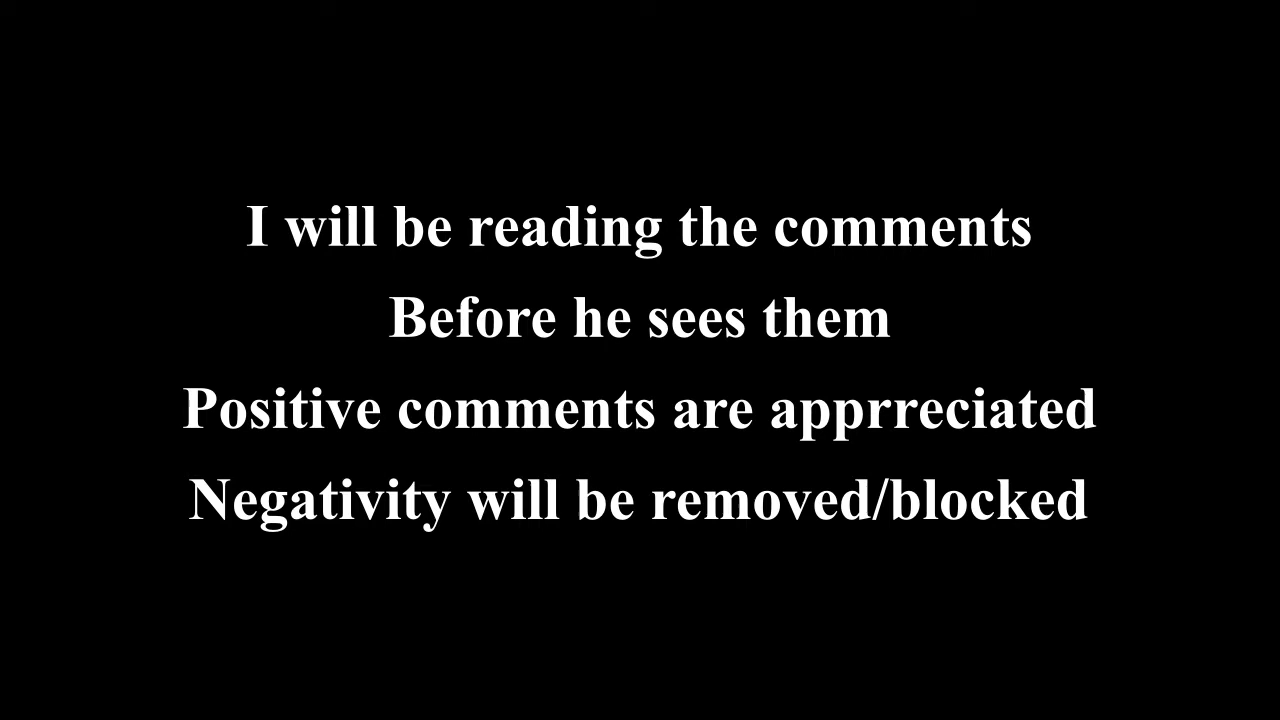 I will be reading the comments
Before he sees them
Positive comments are apprreciated
Negativity will be removed/blocked